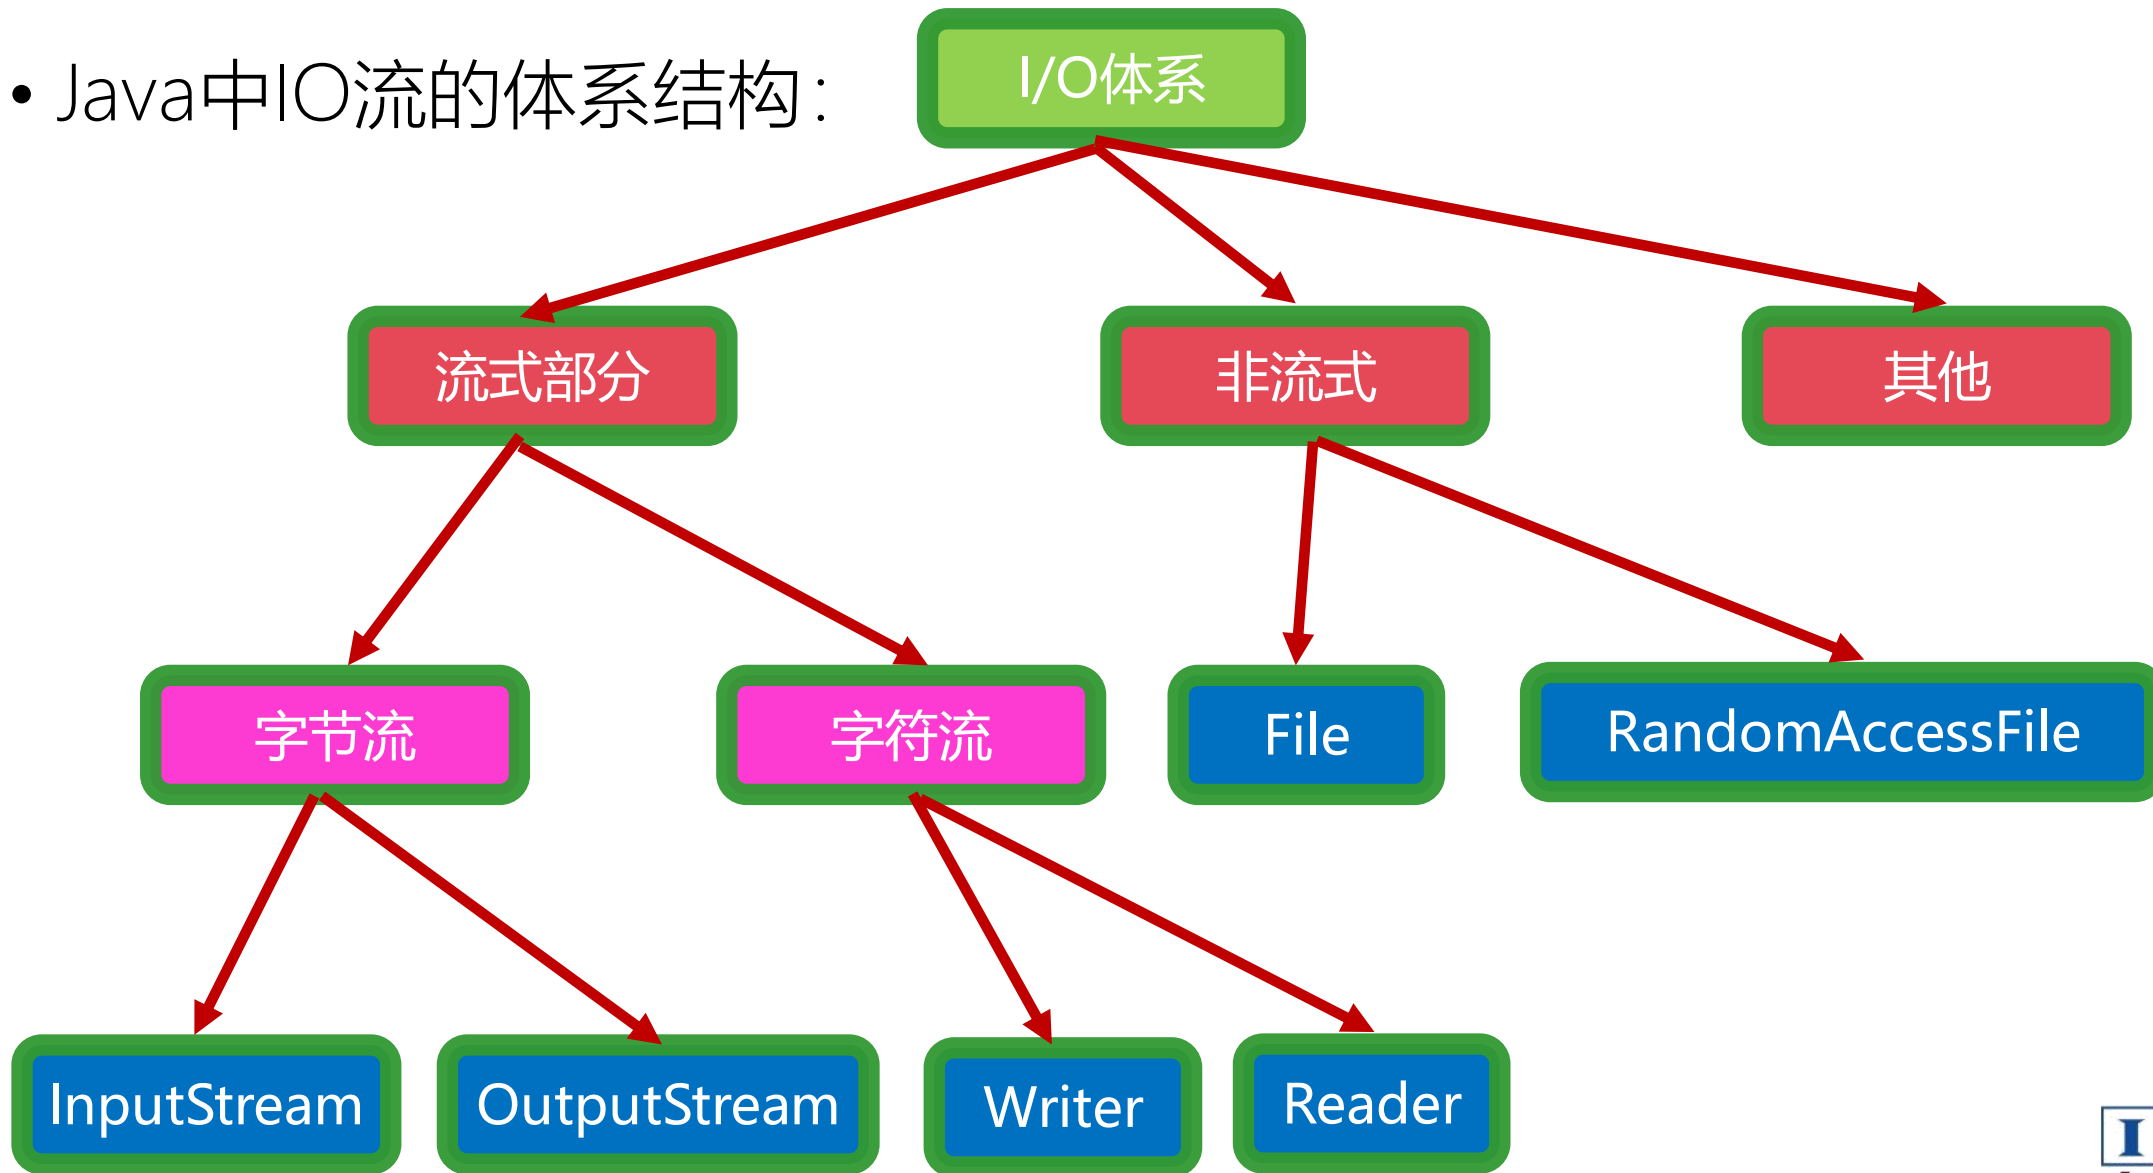 • Java中IO流的体系结构：
I/O体系
流式部分
非流式
其他
字节流
字符流
File
RandomAccessFile
InputStream
OutputStream
Writer
Reader
I